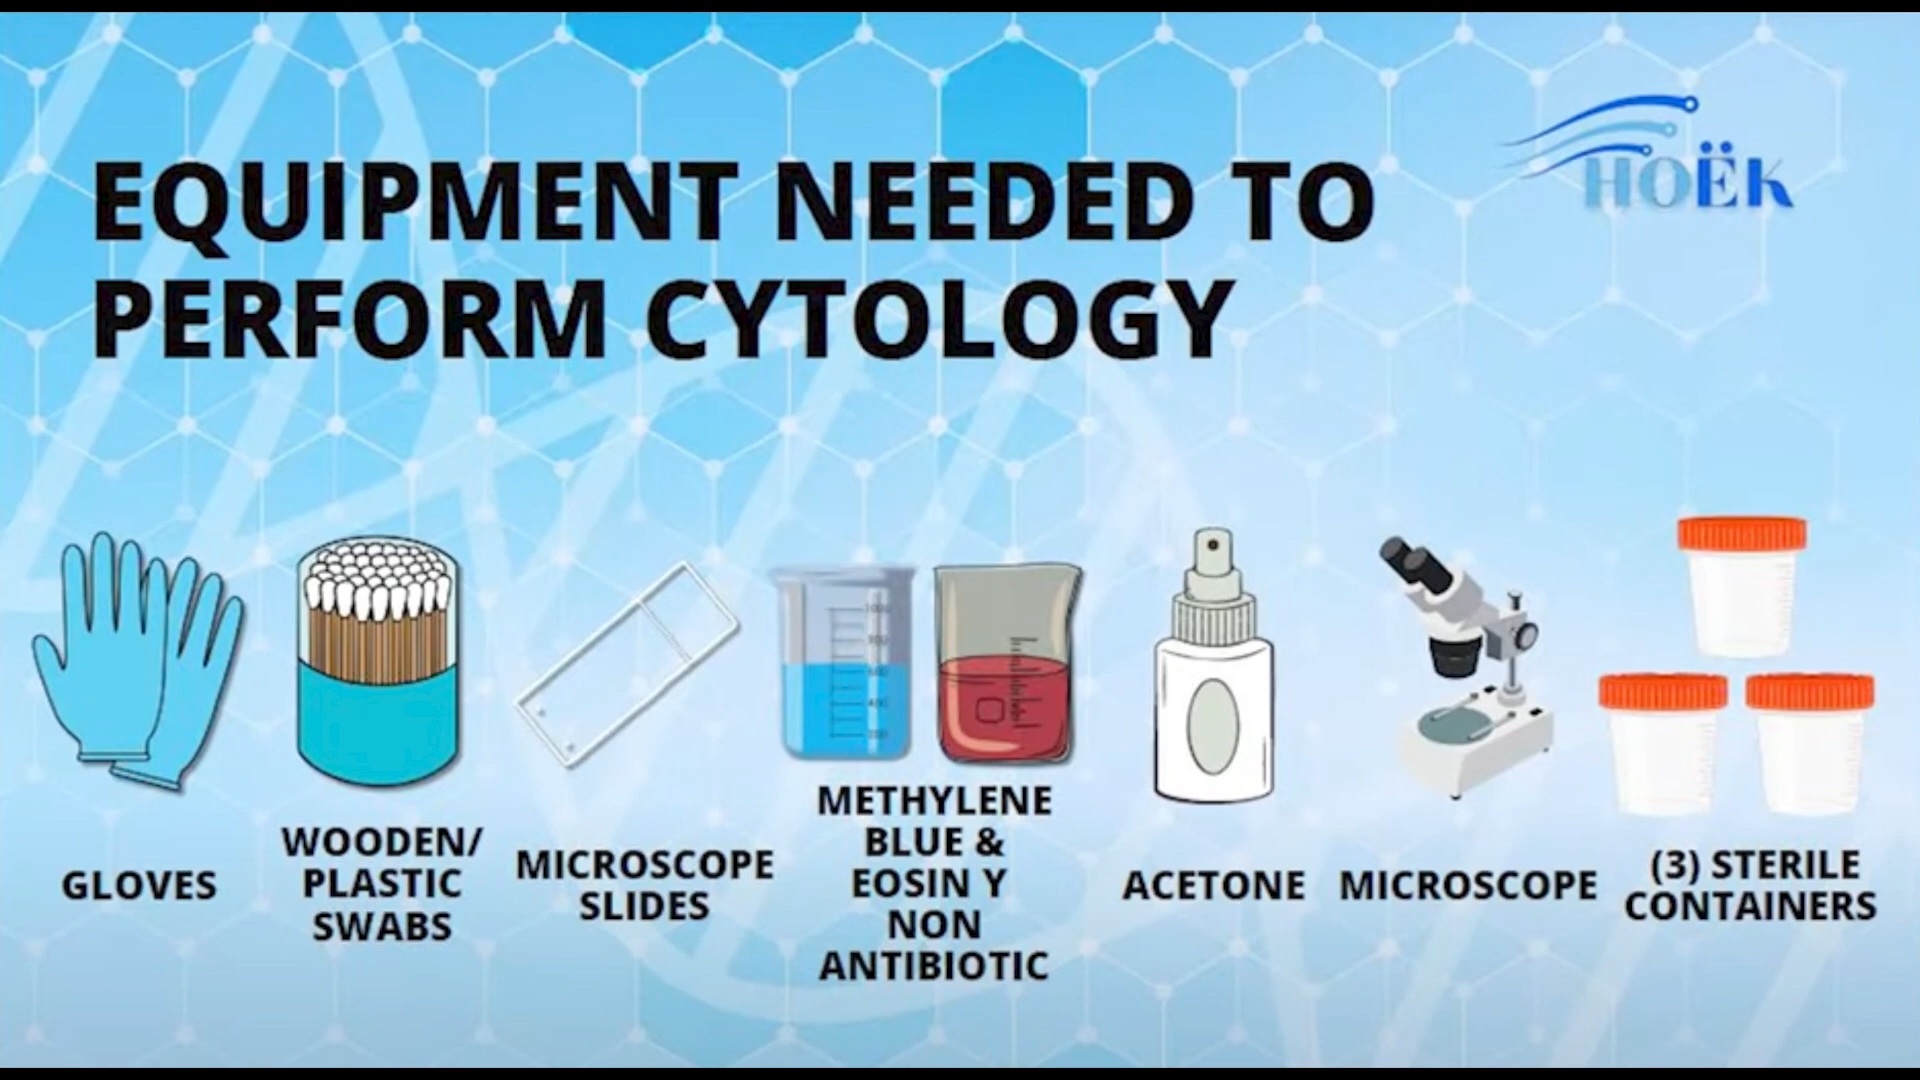 HOËK
EQUIPMENT NEEDED TO
PERFORM CYTOLOGY
GLOVES
WOODEN/
PLASTIC
SWABS
MICROSCOPE
SLIDES
METHYLENE
BLUE &
EOSIN Y
NON
ANTIBIOTIC
ACETONE
MICROSCOPE
(3) STERILE
CONTAINERS